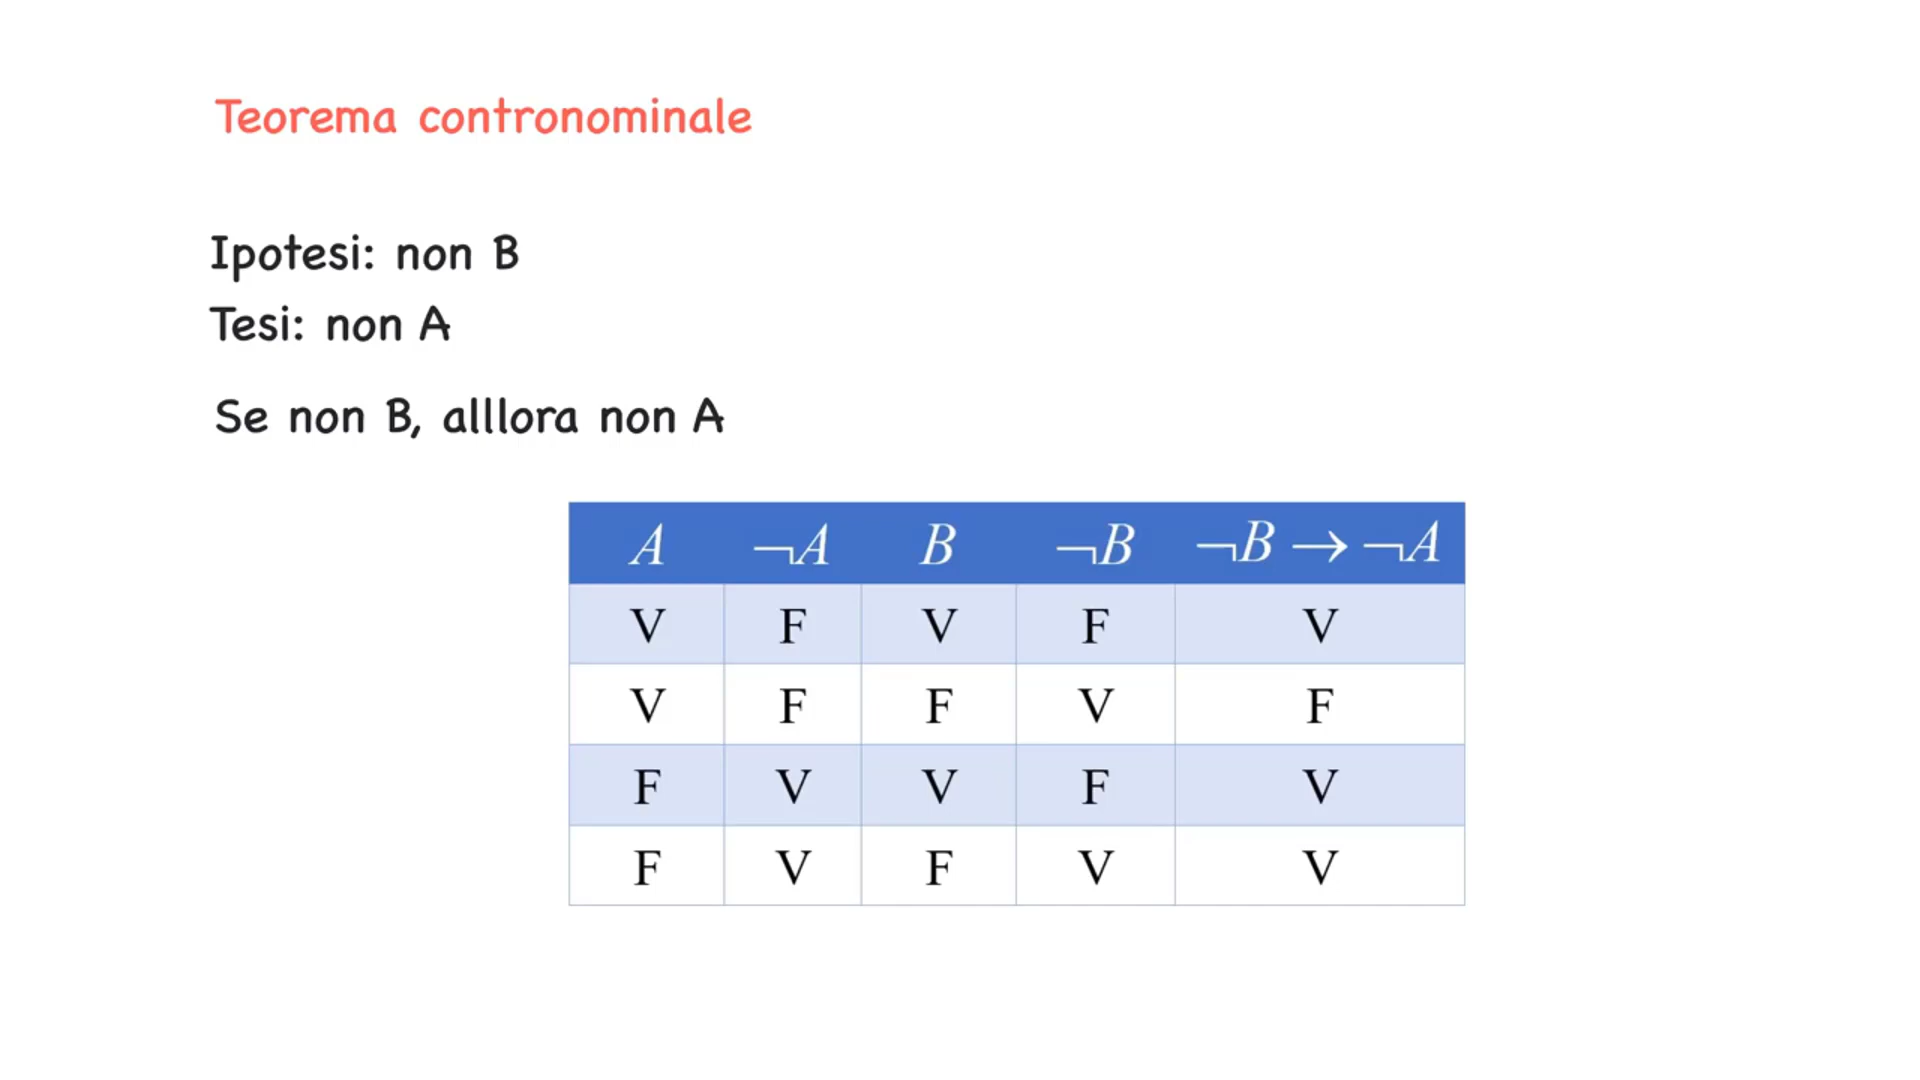 Teorema contronominale
Ipotesi: non B
Tesi: non A
Se non B, alllora non A
A ¬A B ¬B ¬B → ¬A
V F V F V
V F F V F
F V V F V
F V F V V